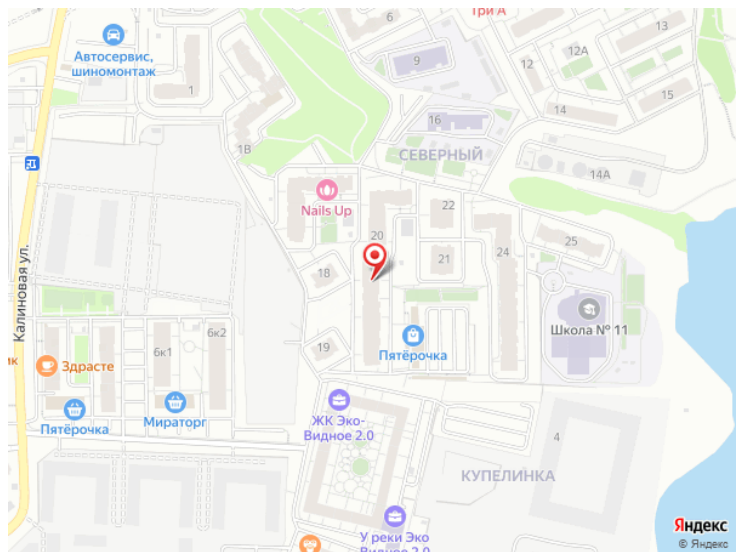 Три А
13
Автосервис,
шиномонтаж
9
12А
12
1
15
14
16
1В
СЕВЕРНЫЙ
14А
Nails Up
22
20
25
24
21
18
Калиновая ул.
Школа № 11
6к2
6к1
19
ик
Здрасте
Пятёрочка
Мираторг
Пятёрочка
ЖК Эко-
Видное 2.0
4
КУПЕЛИНКА
У реки Эко
Видное 2.0
Яндекс
© Яндекс